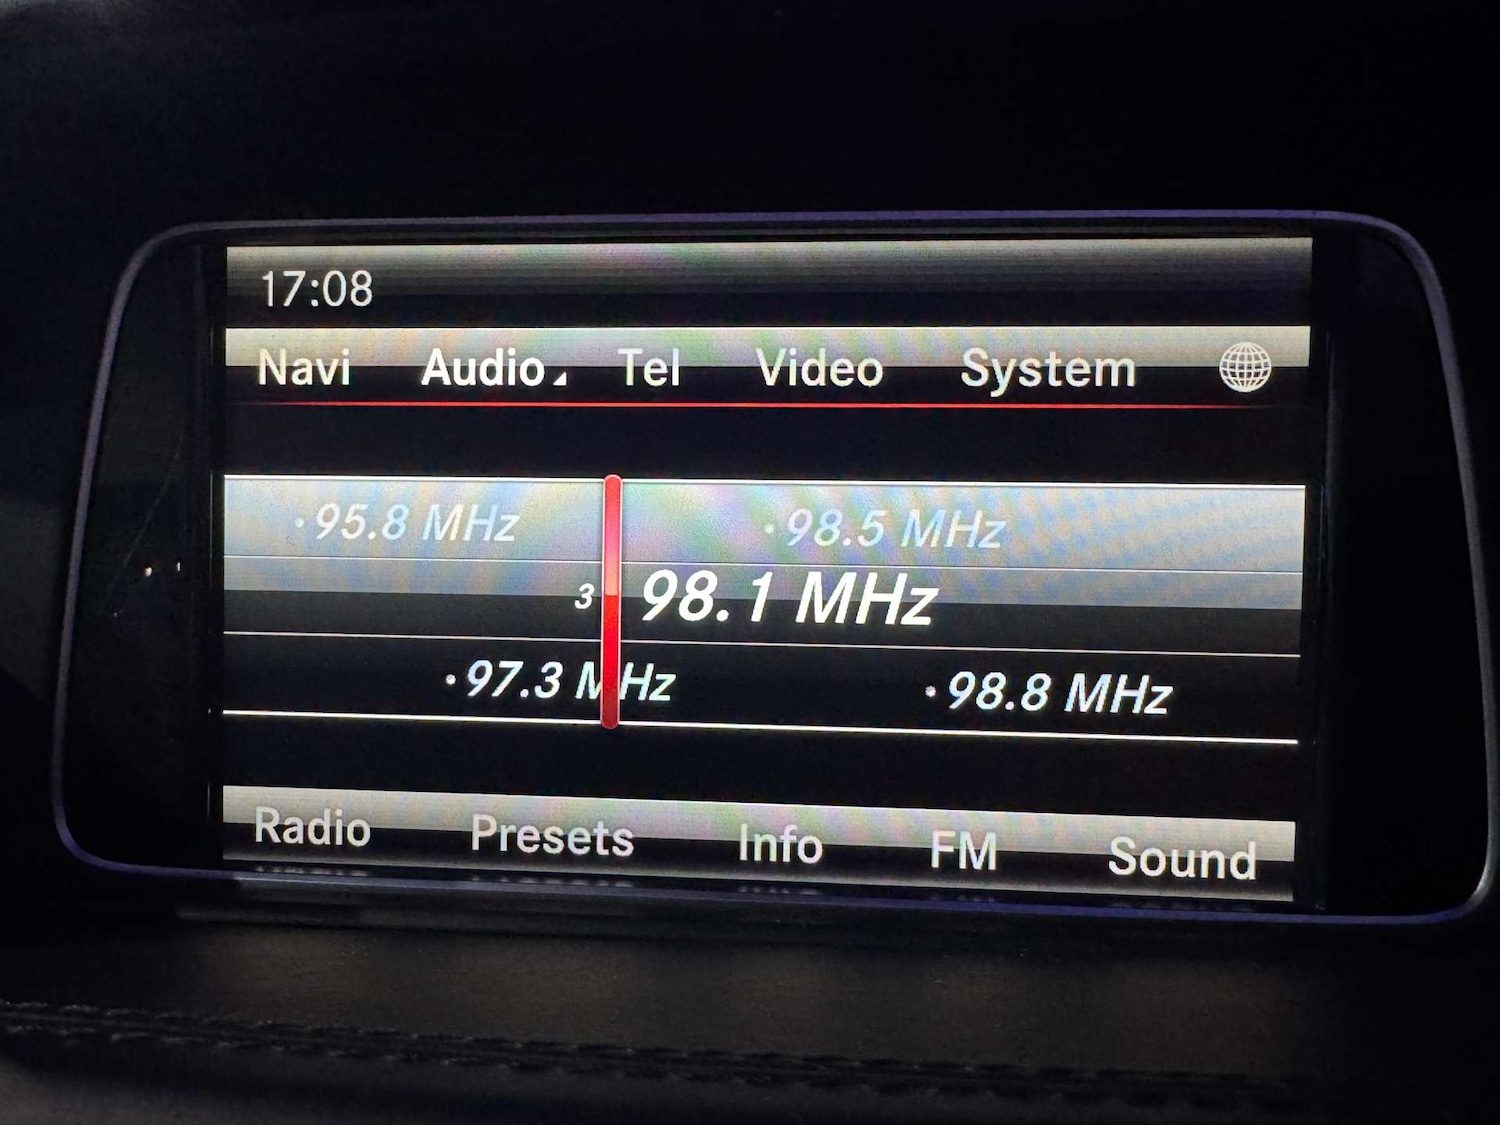 17:08
Navi Audio Tel Video System
·95.8 MHz ·98.5 MHz
3 98.1 MHz
·97.3 MHz ·98.8 MHz
Radio Presets Info FM Sound